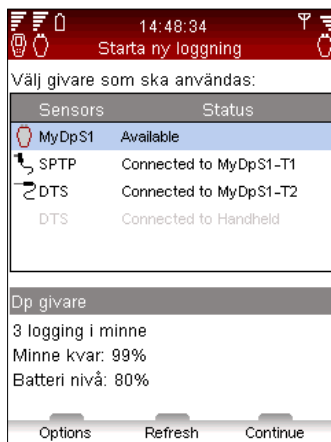 14:48:34
Starta ny loggning
Välj givare som ska användas:
Sensors Status
MyDpS1 Available
SPTP Connected to MyDpS1-T1
DTS Connected to MyDpS1-T2
DTS Connected to Handheld
Dp givare
3 logging i minne
Minne kvar: 99%
Batteri nivå: 80%
Options Refresh Continue